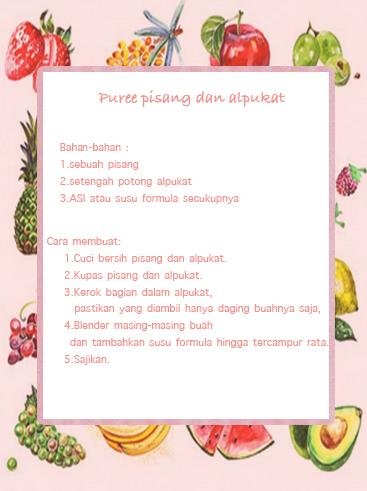 Puree pisang dan alpukat
Bahan-bahan :
1.sebuah pisang
2.setengah potong alpukat
3.ASI atau susu formula secukupnya
Cara membuat:
1.Cuci bersih pisang dan alpukat.
2.Kupas pisang dan alpukat.
3.Kerok bagian dalam alpukat,
pastikan yang diambil hanya daging buahnya saja,
4.Blender masing-masing buah
dan tambahkan susu formula hingga tercampur rata.
5.Sajikan.